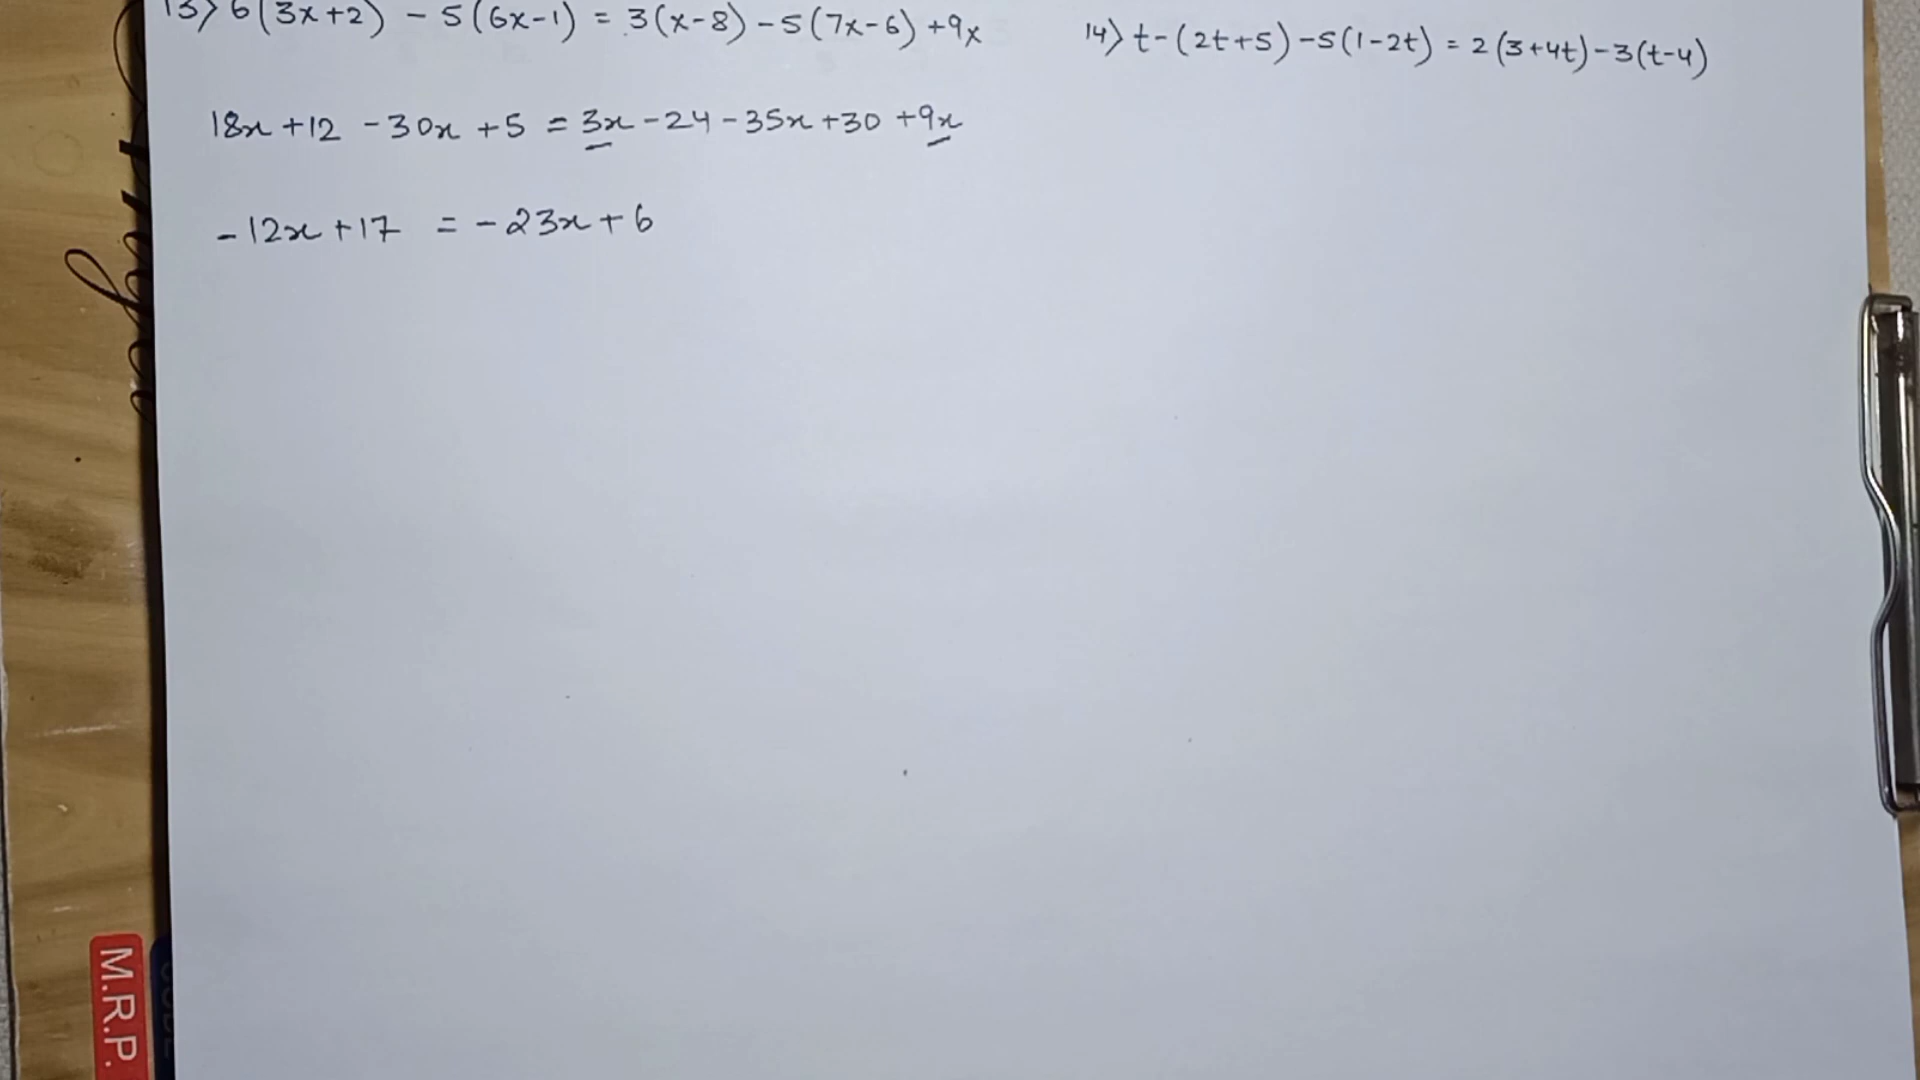 13) 6(3x+2) - 5(6x-1) = 3(x-8) - 5(7x-6) + 9x
18x + 12 - 30x + 5 = 3x - 24 - 35x + 30 + 9x
- 12x + 17 = - 23x + 6
14) t - (2t+5) - 5(1-2t) = 2(3+4t) - 3(t-4)
M.R.P.